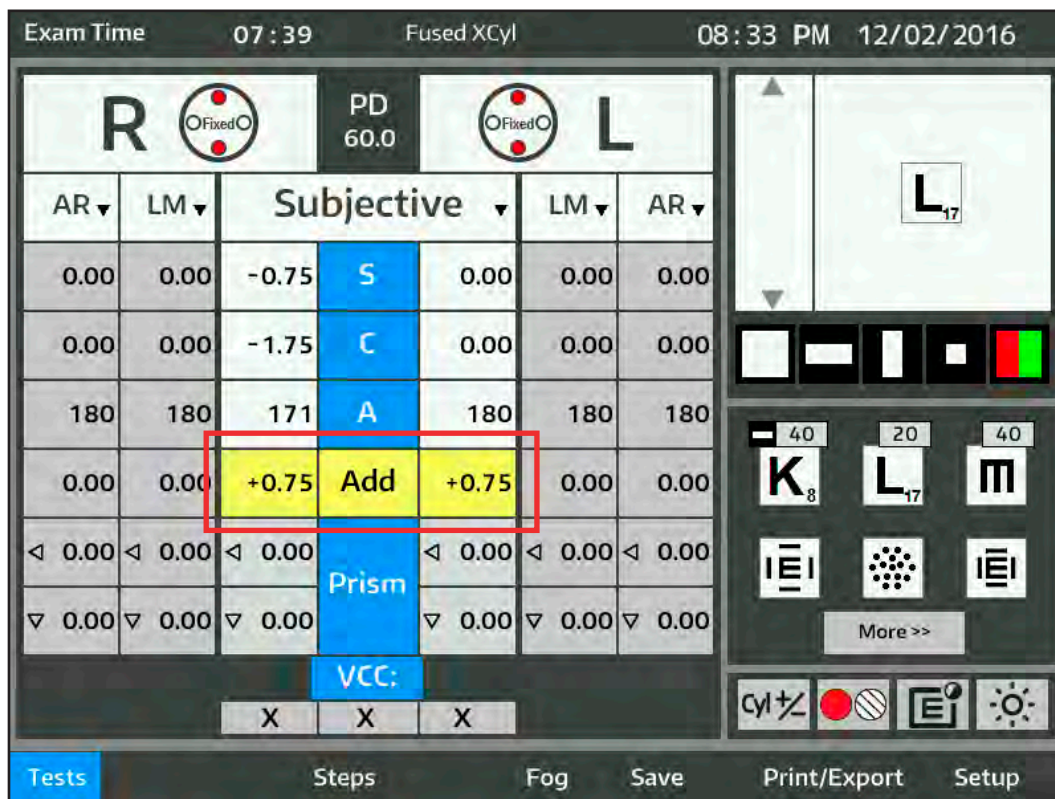 Exam Time 07:39 Fused XCyl 08:33 PM 12/02/2016
R Fixed PD 60.0 Fixed L
AR LM Subjective LM AR
0.00 0.00 -0.75 S 0.00 0.00 0.00
0.00 0.00 -1.75 C 0.00 0.00 0.00
180 180 171 A 180 180 180
0.00 0.00 +0.75 Add +0.75 0.00 0.00
0.00 0.00 0.00 Prism 0.00 0.00 0.00
0.00 0.00 0.00 0.00 0.00 0.00
VCC:
X X X
L 17
40 20 40
K 8 L 17 m
E E
More >>
Cyl +/- E
Tests Steps Fog Save Print/Export Setup